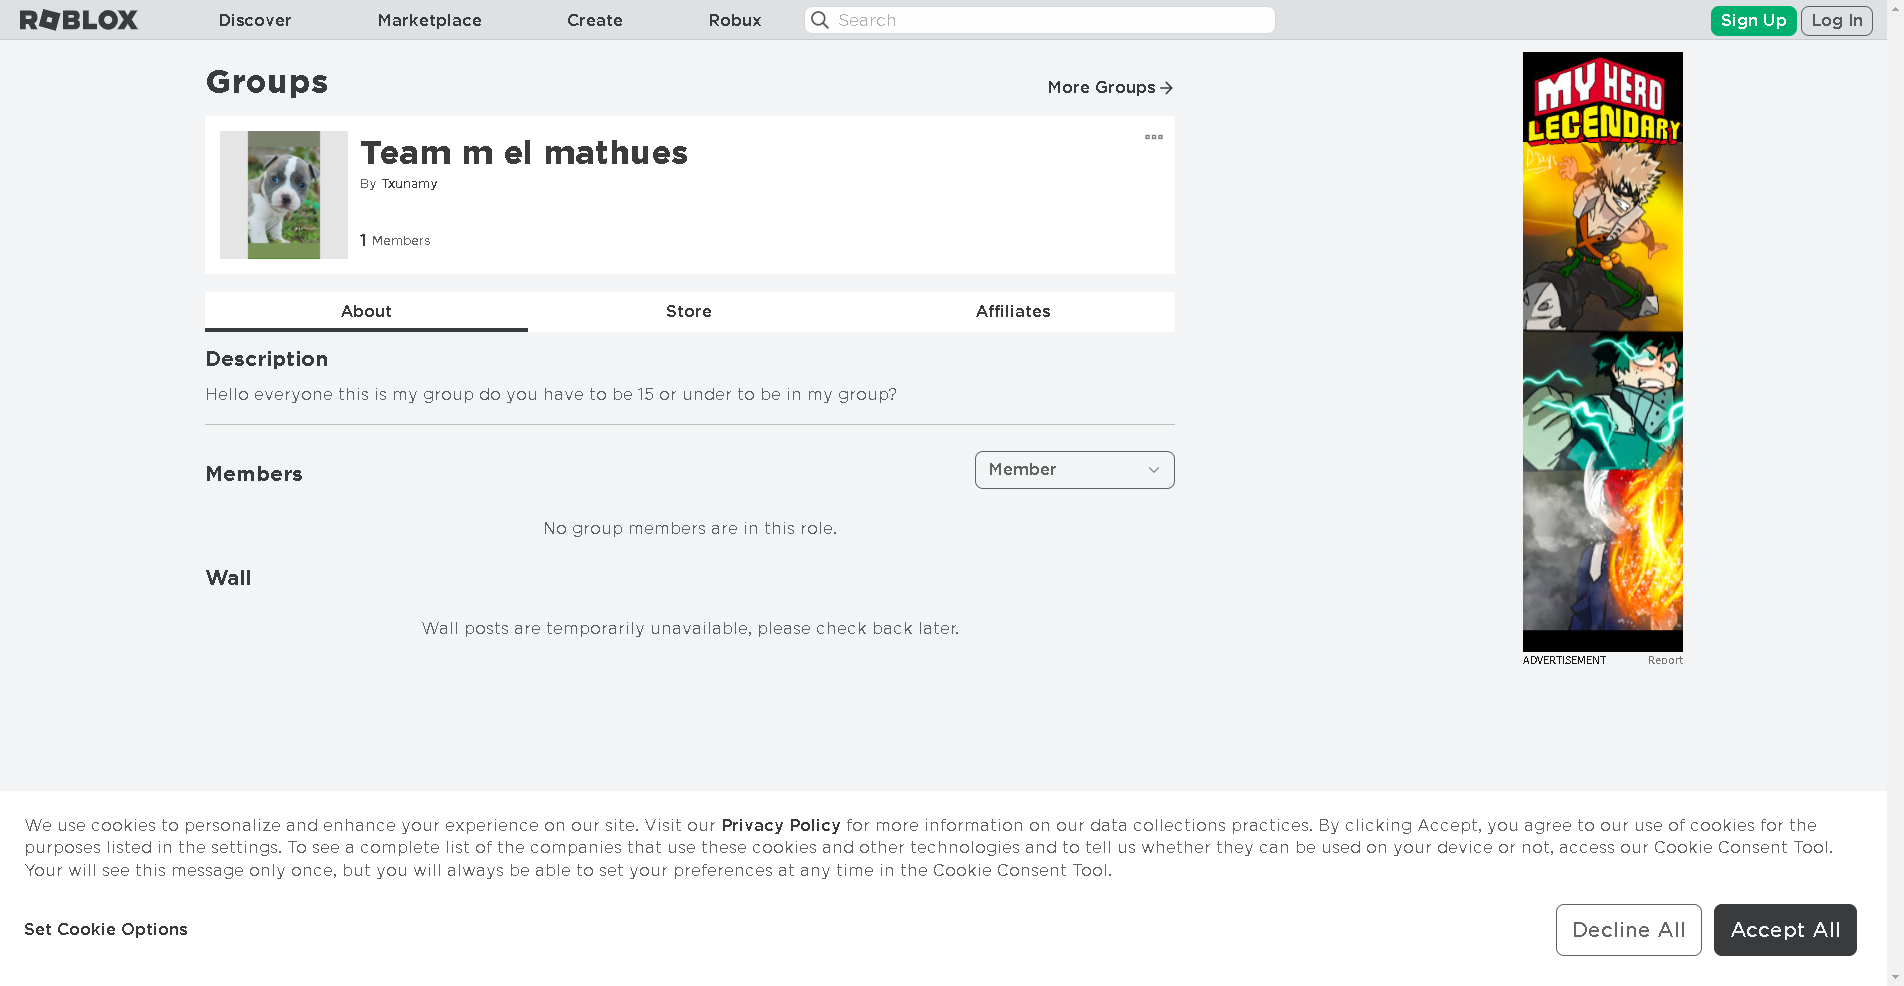 ROBLOX
Discover
Marketplace
Create
Robux
Search
Sign Up
Log In
Groups
More Groups
Team m el mathues
By Txunamy
1 Members
About
Store
Affiliates
Description
Hello everyone this is my group do you have to be 15 or under to be in my group?
Members
Member
No group members are in this role.
Wall
Wall posts are temporarily unavailable, please check back later.
MY HERO
LEGENDARY
ADVERTISEMENT
Report
We use cookies to personalize and enhance your experience on our site. Visit our Privacy Policy for more information on our data collections practices. By clicking Accept, you agree to our use of cookies for the
purposes listed in the settings. To see a complete list of the companies that use these cookies and other technologies and to tell us whether they can be used on your device or not, access our Cookie Consent Tool.
Your will see this message only once, but you will always be able to set your preferences at any time in the Cookie Consent Tool.
Set Cookie Options
Decline All
Accept All